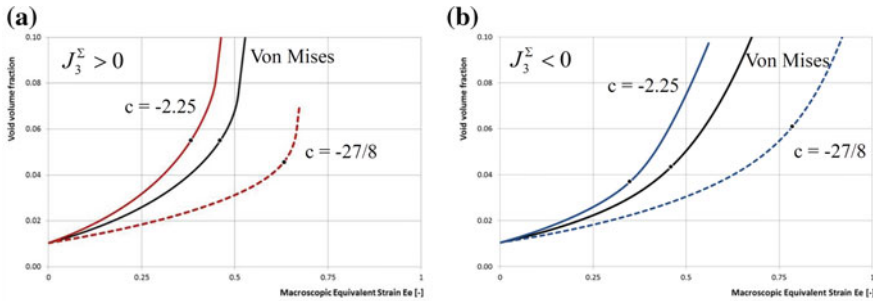 (a)
Void volume fraction
0.10
0.08
0.06
0.04
0.02
0.00
J₃^Σ > 0
Von Mises
c = -2.25
c = -27/8
0
0.25
0.5
0.75
1
Macroscopic Equivalent Strain Ee [-]
(b)
Void volume fraction
0.10
0.08
0.06
0.04
0.02
0.00
J₃^Σ < 0
Von Mises
c = -2.25
c = -27/8
0
0.25
0.5
0.75
1
Macroscopic Equivalent Strain Ee [-]